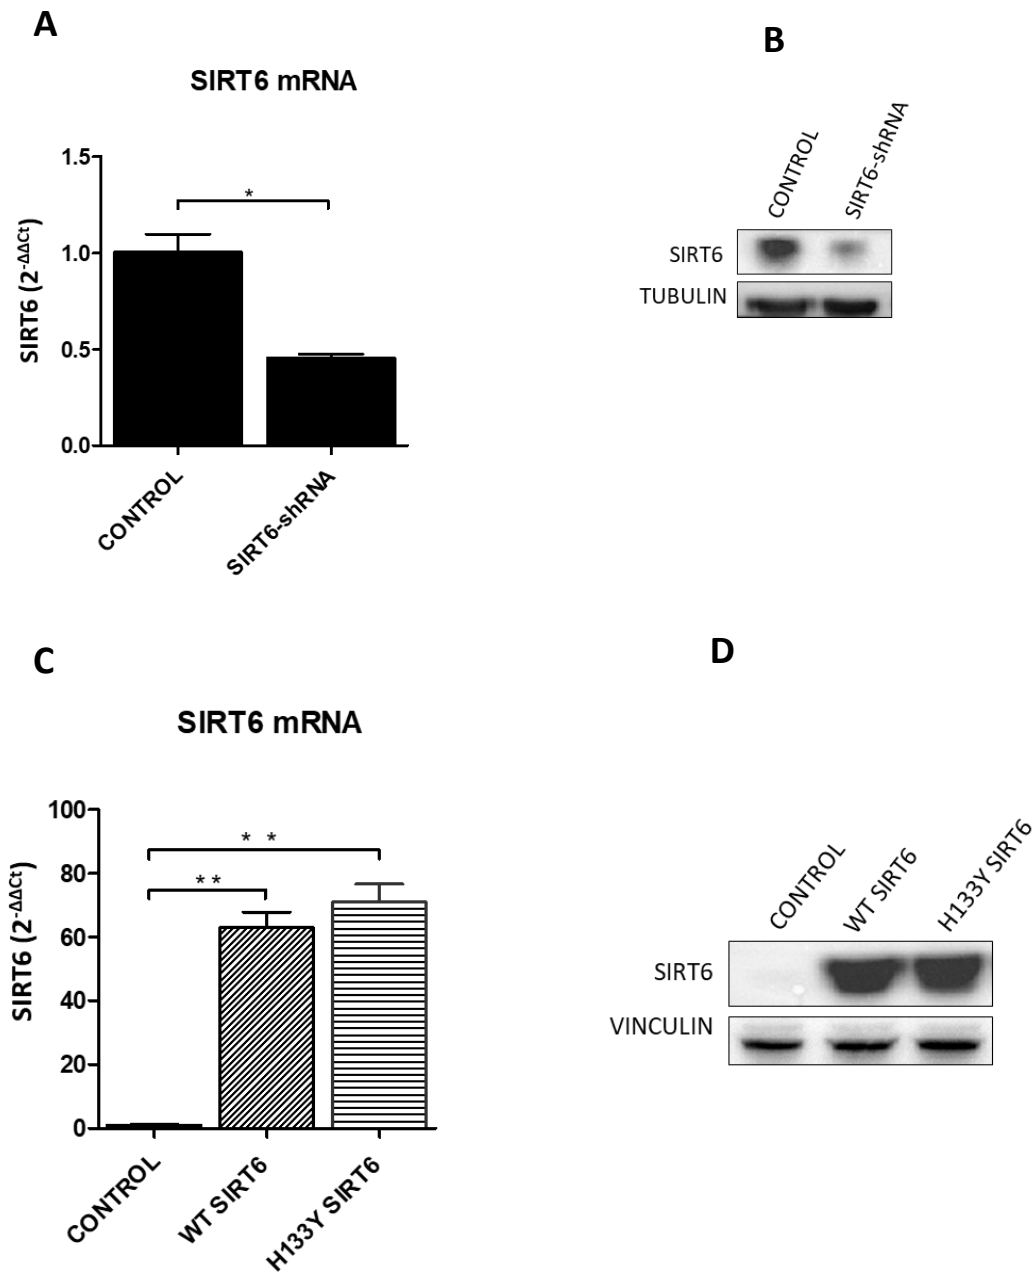 A
SIRT6 mRNA
SIRT6 (2-ΔΔCt)
1.5
1.0
0.5
0.0
*
CONTROL
SIRT6-shRNA
B
CONTROL
SIRT6-shRNA
SIRT6
TUBULIN
C
SIRT6 mRNA
SIRT6 (2-ΔΔCt)
100
80
60
40
20
0
* *
**
CONTROL
WT SIRT6
H133Y SIRT6
D
CONTROL
WT SIRT6
H133Y SIRT6
SIRT6
VINCULIN